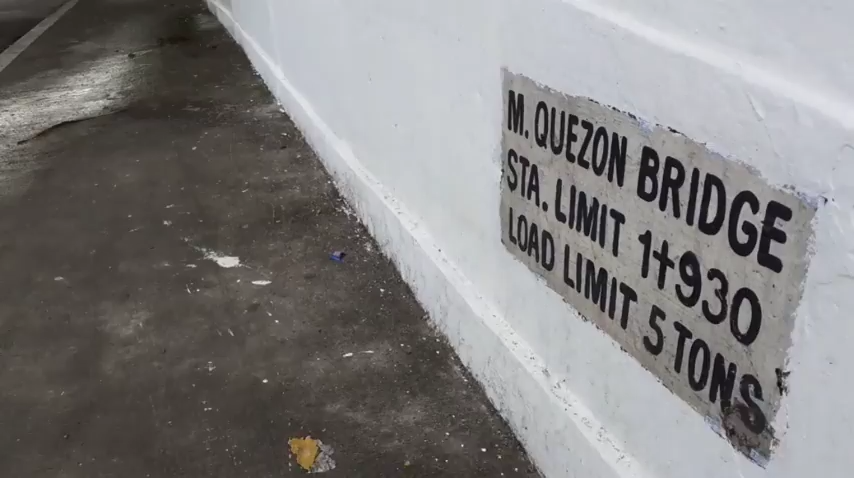 M. QUEZON BRIDGE
STA. LIMIT 1+930
LOAD LIMIT 5 TONS